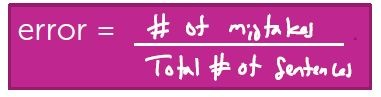 error = # of mistakes
Total # of Sentences